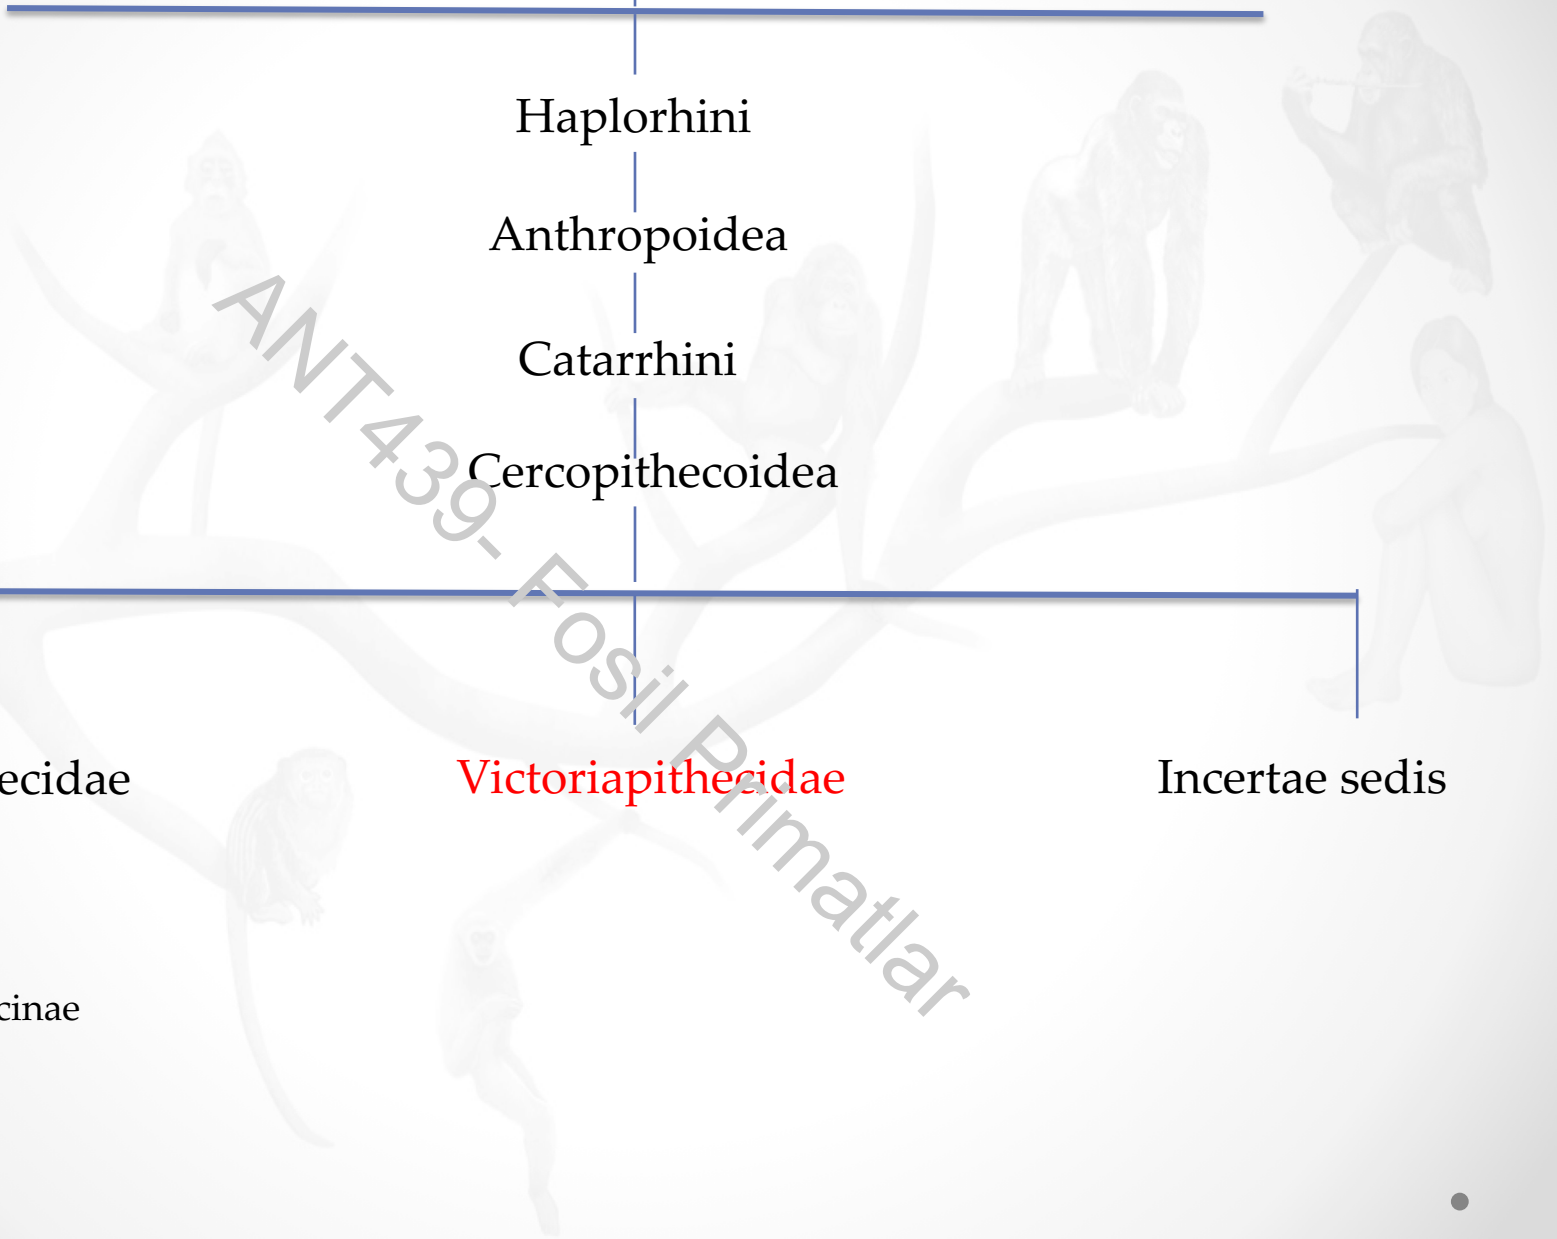 Haplorhini
Anthropoidea
Catarrhini
Cercopithecoidea
ANT439- Fosil Primatlar
ecidae
Victoriapithecidae
Incertae sedis
cinae